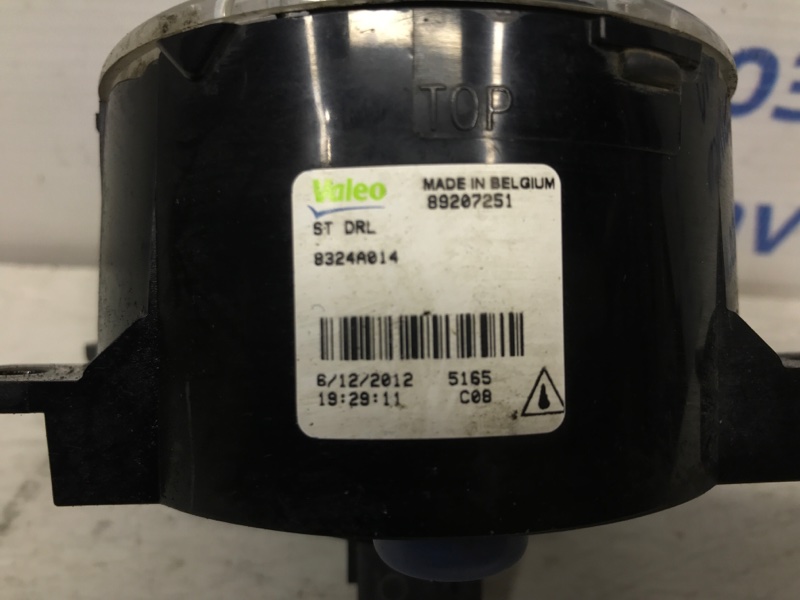 TOP
Valeo MADE IN BELGIUM
89207251
ST DRL
8324A014
6/12/2012 5165
19:29:11 C08